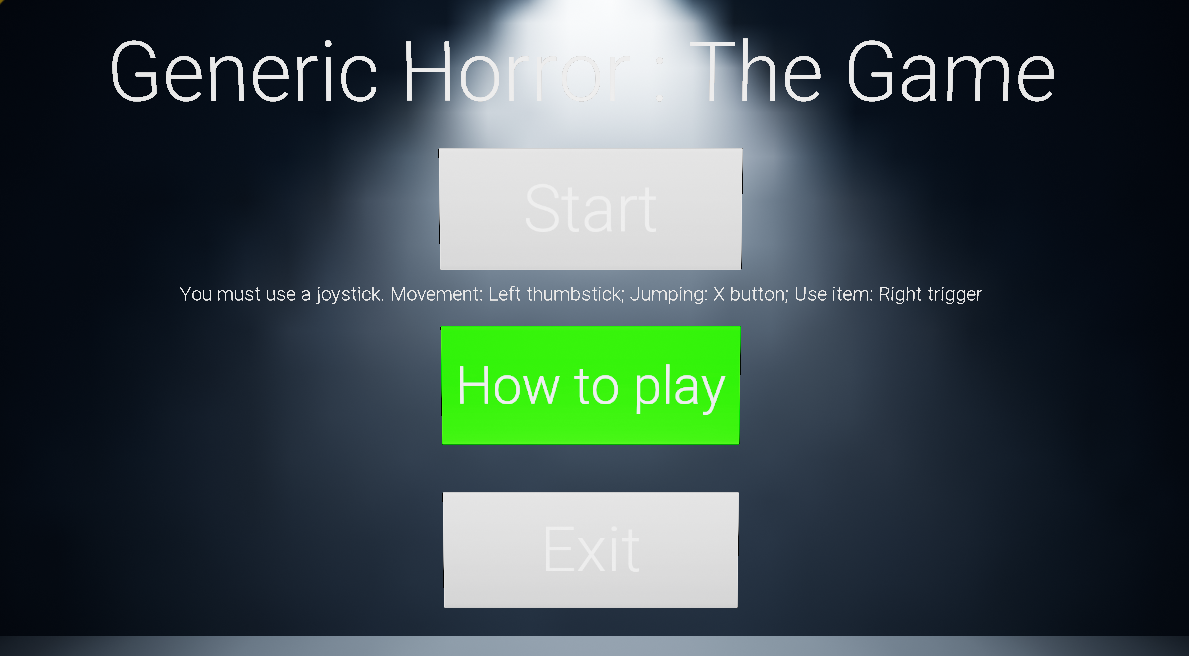 Generic Horror : The Game
Start
You must use a joystick. Movement: Left thumbstick; Jumping: X button; Use item: Right trigger
How to play
Exit